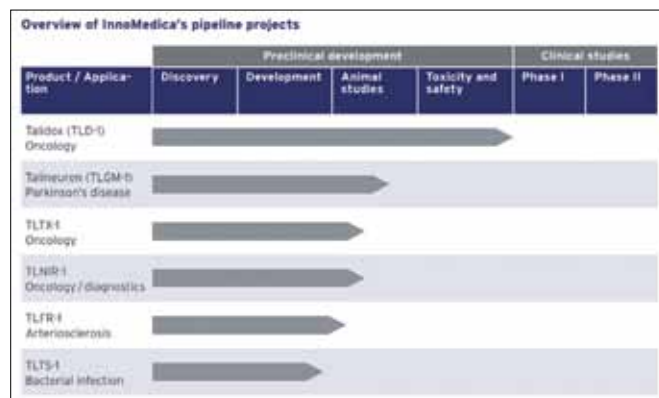 Overview of InnoMedica's pipeline projects
Preclinical development Clinical studies
Product / Applica-
tion
Discovery Development Animal
studies
Toxicity and
safety
Phase I Phase II
Talidox (TLD-1)
Oncology
Talineuron (TLGM-1)
Parkinson's disease
TLTX-1
Oncology
TLNIR-1
Oncology / diagnostics
TLFR-1
Arteriosclerosis
TLTS-1
Bacterial infection